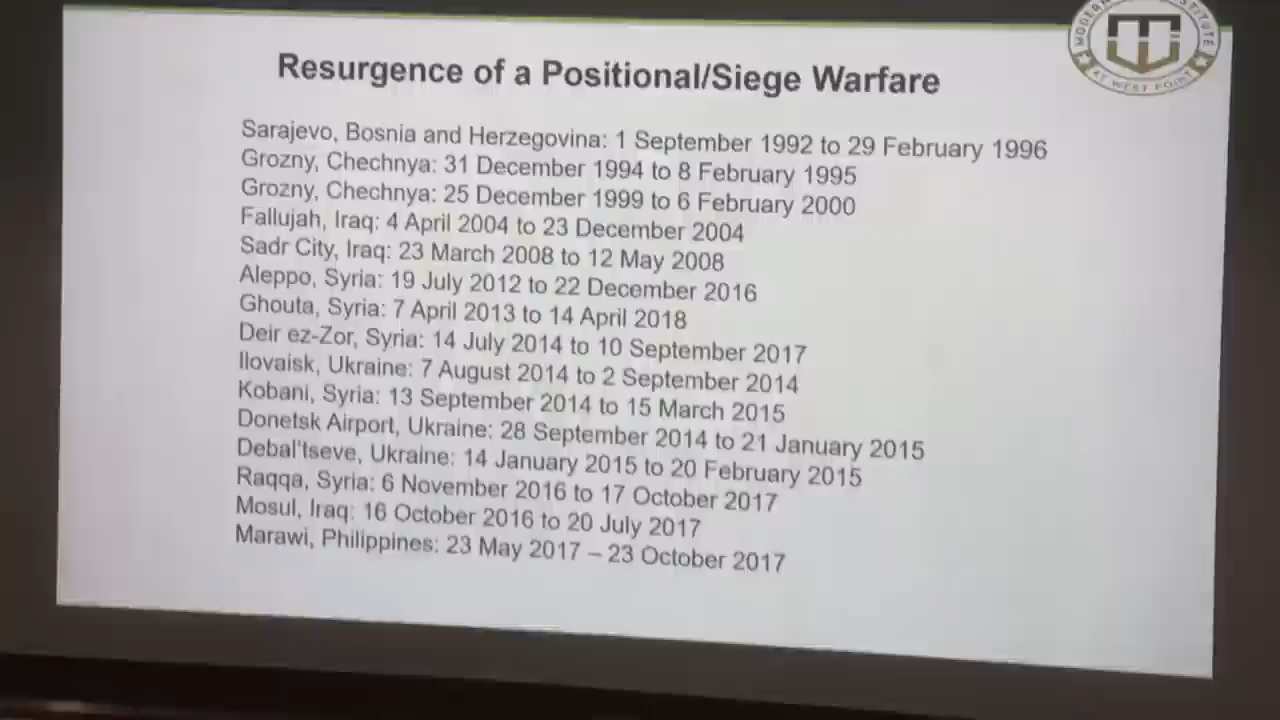 Resurgence of a Positional/Siege Warfare
MODERN
AT WEST POINT
Sarajevo, Bosnia and Herzegovina: 1 September 1992 to 29 February 1996
Grozny, Chechnya: 31 December 1994 to 8 February 1995
Grozny, Chechnya: 25 December 1999 to 6 February 2000
Fallujah, Iraq: 4 April 2004 to 23 December 2004
Sadr City, Iraq: 23 March 2008 to 12 May 2008
Aleppo, Syria: 19 July 2012 to 22 December 2016
Ghouta, Syria: 7 April 2013 to 14 April 2018
Deir ez-Zor, Syria: 14 July 2014 to 10 September 2017
Ilovaisk, Ukraine: 7 August 2014 to 2 September 2014
Kobani, Syria: 13 September 2014 to 15 March 2015
Donetsk Airport, Ukraine: 28 September 2014 to 21 January 2015
Debal'tseve, Ukraine: 14 January 2015 to 20 February 2015
Raqqa, Syria: 6 November 2016 to 17 October 2017
Mosul, Iraq: 16 October 2016 to 20 July 2017
Marawi, Philippines: 23 May 2017 – 23 October 2017